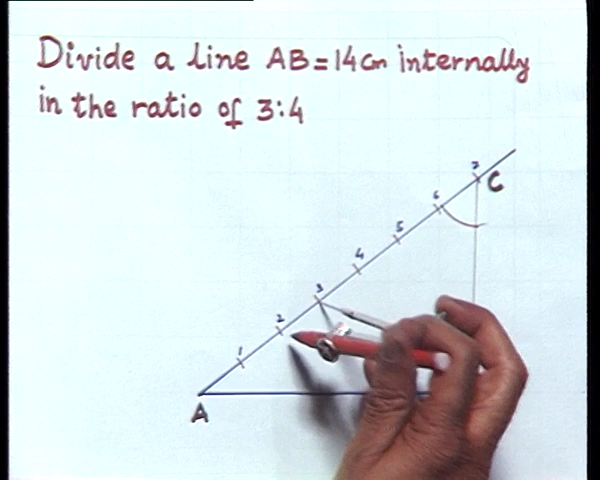 Divide a line AB=14cm internally
in the ratio of 3:4
7
C
6
5
4
3
2
1
A